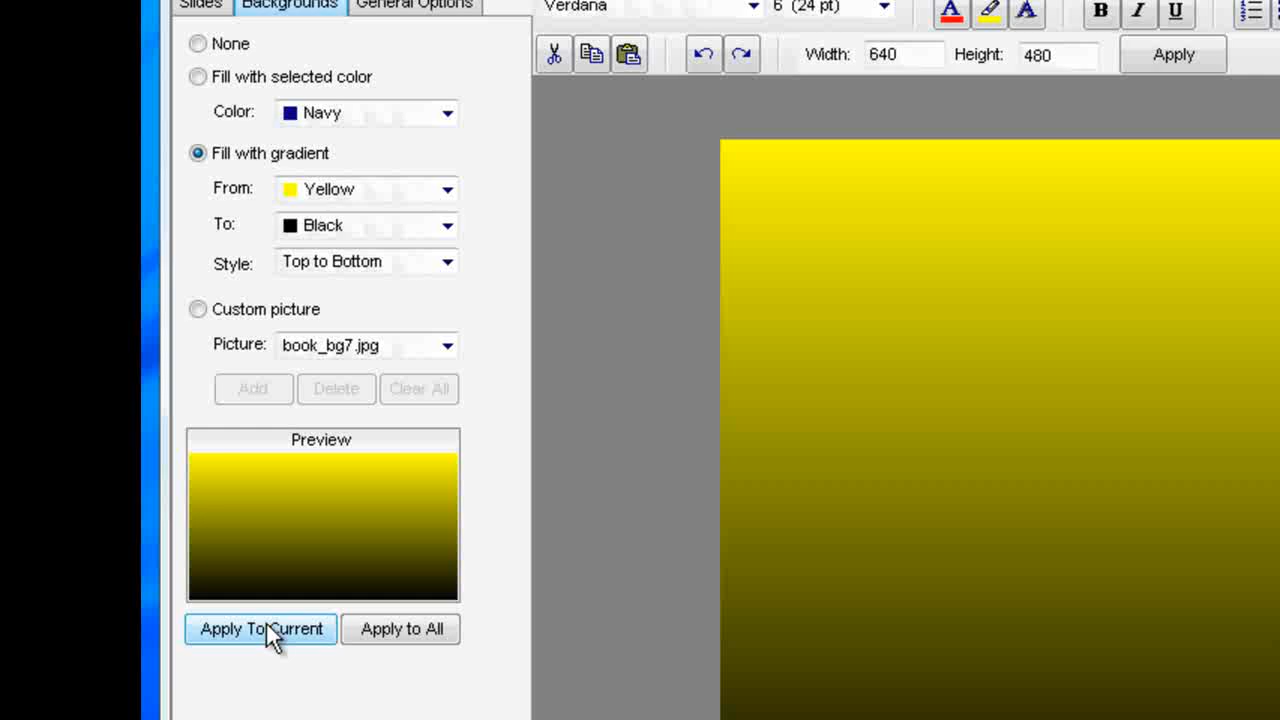 Slides Backgrounds General Options
Verdana 6 (24 pt) A A B I U
Width: 640 Height: 480 Apply
None
Fill with selected color
Color: Navy
Fill with gradient
From: Yellow
To: Black
Style: Top to Bottom
Custom picture
Picture: book_bg7.jpg
Add Delete Clear All
Preview
Apply To Current Apply to All